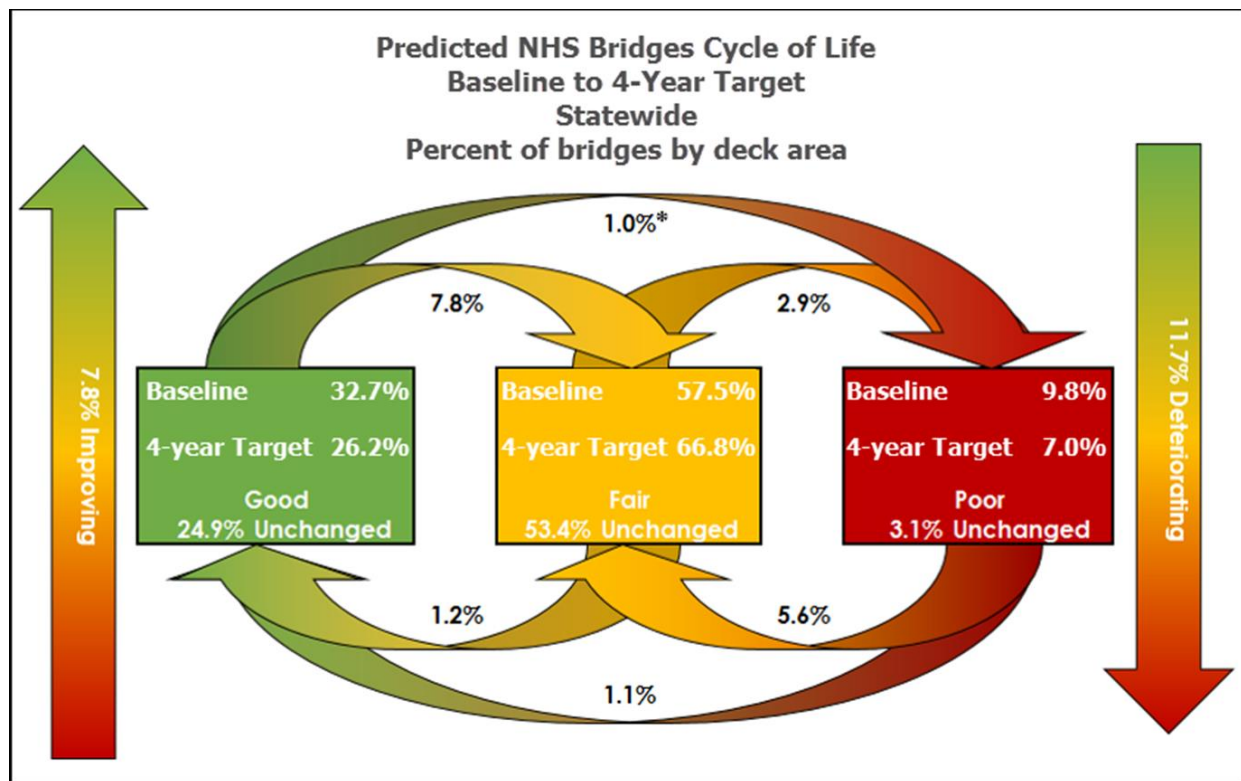 Predicted NHS Bridges Cycle of Life
Baseline to 4-Year Target
Statewide
Percent of bridges by deck area
7.8% Improving
1.0%*
7.8%
2.9%
Baseline 32.7%
4-year Target 26.2%
Good
24.9% Unchanged
Baseline 57.5%
4-year Target 66.8%
Fair
53.4% Unchanged
Baseline 9.8%
4-year Target 7.0%
Poor
3.1% Unchanged
1.2%
5.6%
1.1%
11.7% Deteriorating